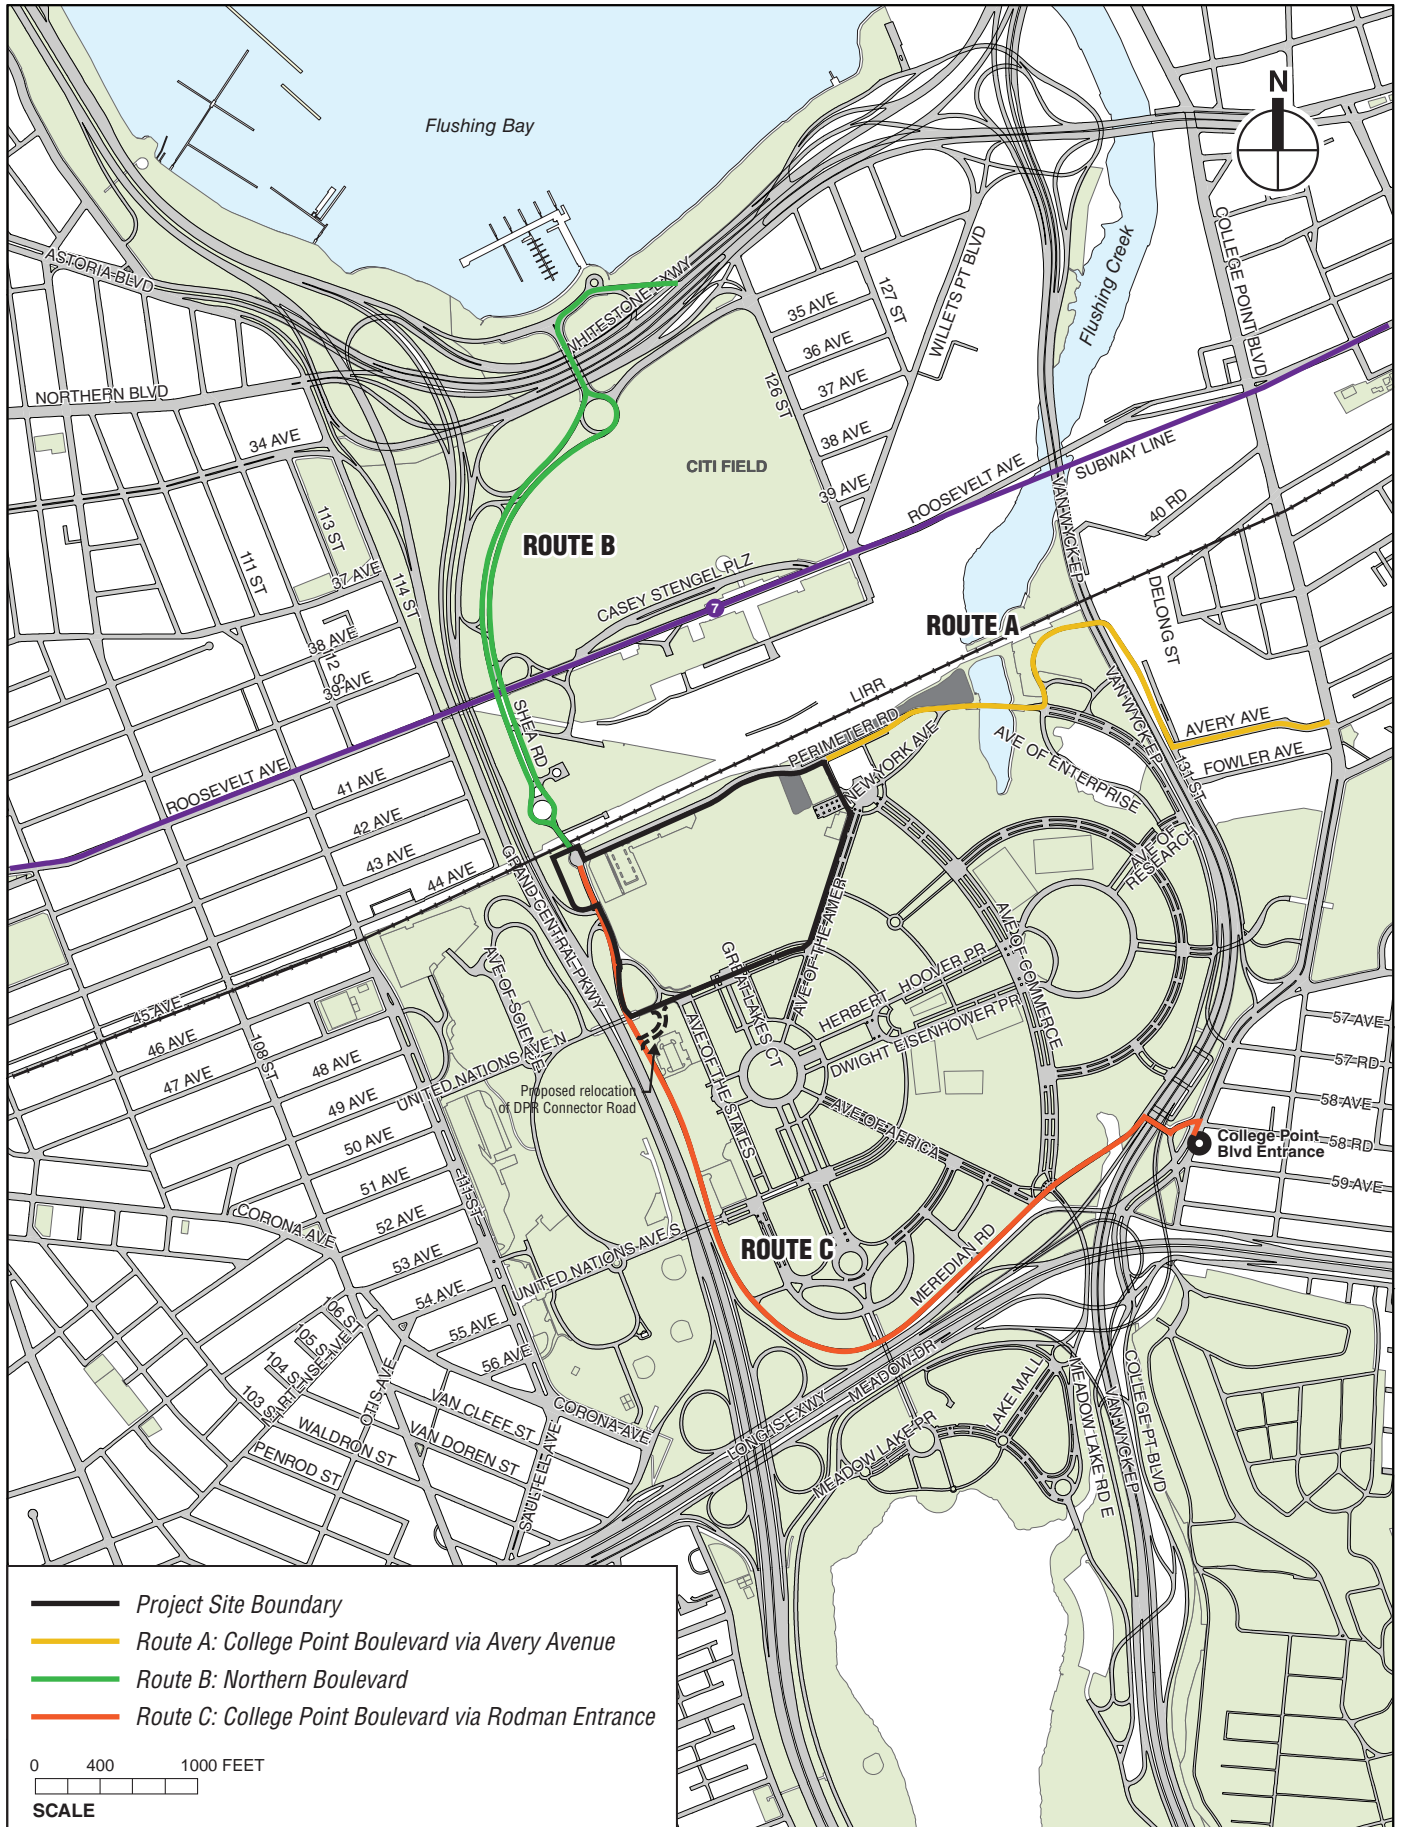 Flushing Bay
N
ASTORIA BLVD
WHITESTONE EXWY
COLLEGE POINT BLVD
Flushing Creek
127 ST
WILLETS PT BLVD
35 AVE
36 AVE
37 AVE
126 ST
38 AVE
39 AVE
NORTHERN BLVD
34 AVE
CITI FIELD
ROOSEVELT AVE
SUBWAY LINE
VAN WYCK EP
40 RD
113 ST
111 ST
37 AVE
114 ST
ROUTE B
CASEY STENGEL PLZ
7
DELONG ST
ROUTE A
38 AVE
39 AVE
SHEA RD
LIRR
PERIMETER RD
NEW YORK AVE
AVE OF ENTERPRISE
VAN WYCK EP
AVERY AVE
FOWLER AVE
131 ST
ROOSEVELT AVE
41 AVE
42 AVE
43 AVE
44 AVE
GRAND CENTRAL PKWY
AVE OF RESEARCH
AVE OF THE AMER
AVE OF COMMERCE
GREAT LAKES CT
HERBERT HOOVER PR
DWIGHT EISENHOWER PR
AVE OF SCIENCE
45 AVE
46 AVE
47 AVE
108 ST
48 AVE
49 AVE
50 AVE
51 AVE
52 AVE
53 AVE
54 AVE
55 AVE
56 AVE
111 ST
UNITED NATIONS AVE N
Proposed relocation
of DPR Connector Road
AVE OF THE STATES
AVE OF AFRICA
57 AVE
57 RD
58 AVE
58 RD
59 AVE
College Point
Blvd Entrance
CORONA AVE
UNITED NATIONS AVE S
ROUTE C
MEREDIAN RD
106 ST
105 ST
104 ST
103 ST
MARTENSE AVE
OTIS AVE
WALDRON ST
PENROD ST
VAN CLEEF ST
VAN DOREN ST
SAULTELL AVE
CORONA AVE
LONG IS EXWY
MEADOW DR
MEADOW LAKE PR
LAKE MALL
MEADOW LAKE RD E
VAN WYCK EP
COLLEGE PT BLVD
Project Site Boundary
Route A: College Point Boulevard via Avery Avenue
Route B: Northern Boulevard
Route C: College Point Boulevard via Rodman Entrance
0 400 1000 FEET
SCALE